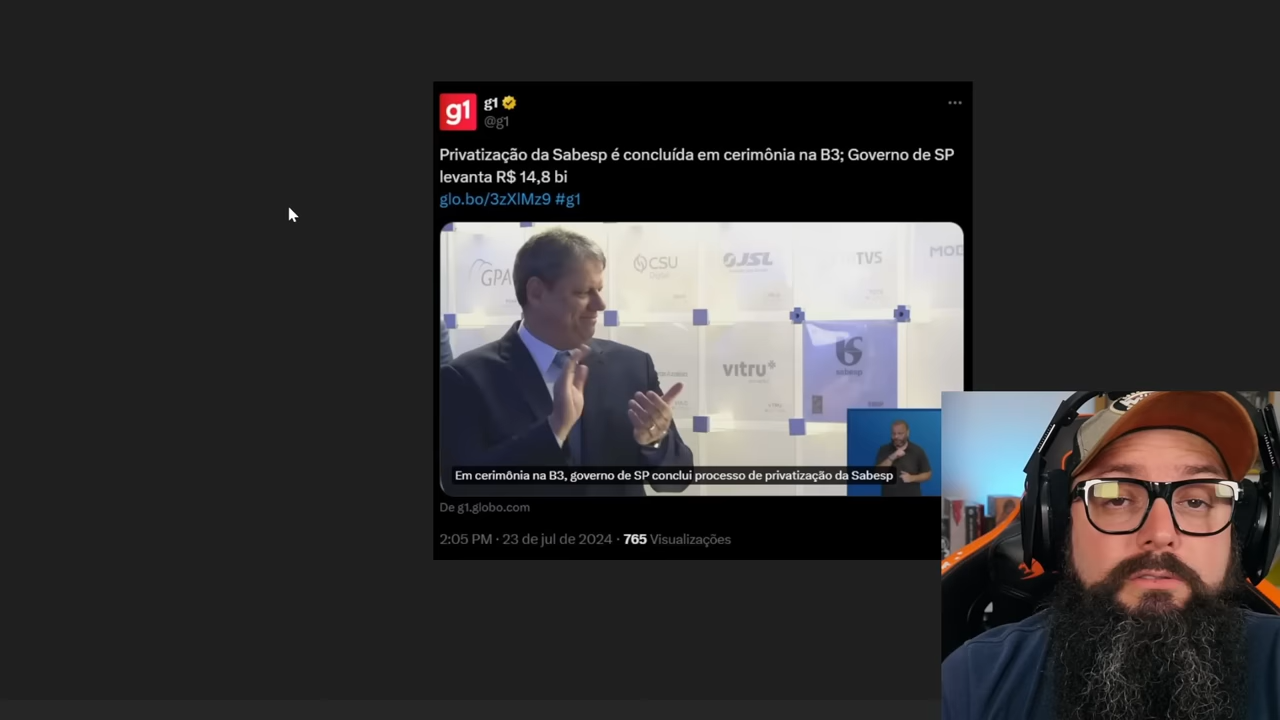 g1
g1
@g1
Privatização da Sabesp é concluída em cerimônia na B3; Governo de SP
levanta R$ 14,8 bi
glo.bo/3zXlMz9 #g1
GPA
CSU
Digital
JSL
TVS
MOD
vitru
sabesp
Em cerimônia na B3, governo de SP conclui processo de privatização da Sabesp
De g1.globo.com
2:05 PM · 23 de jul de 2024 · 765 Visualizações